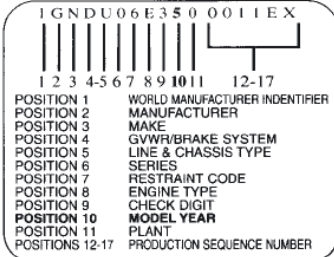 1GNDU06E350 0011EX
1 2 3 4-5 6 7 8 9 10 11 12-17
POSITION 1 WORLD MANUFACTURER INDENTIFIER
POSITION 2 MANUFACTURER
POSITION 3 MAKE
POSITION 4 GVWR/BRAKE SYSTEM
POSITION 5 LINE & CHASSIS TYPE
POSITION 6 SERIES
POSITION 7 RESTRAINT CODE
POSITION 8 ENGINE TYPE
POSITION 9 CHECK DIGIT
POSITION 10 MODEL YEAR
POSITION 11 PLANT
POSITIONS 12-17 PRODUCTION SEQUENCE NUMBER